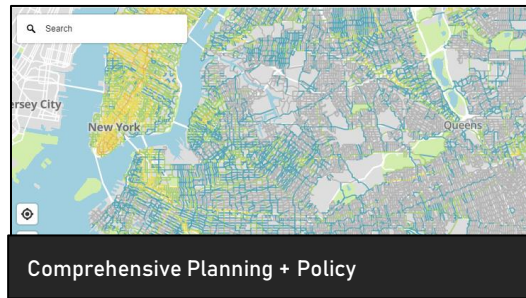 Search
ersey City
New York
Queens
Comprehensive Planning + Policy